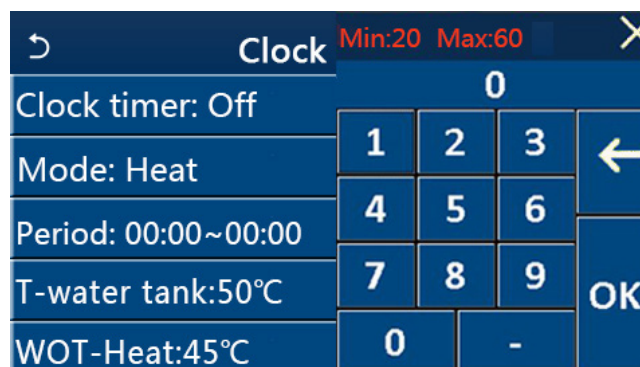 Clock
Clock timer: Off
Mode: Heat
Period: 00:00~00:00
T-water tank:50℃
WOT-Heat:45℃
Min:20 Max:60
0
1 2 3
4 5 6
7 8 9
OK
0 -